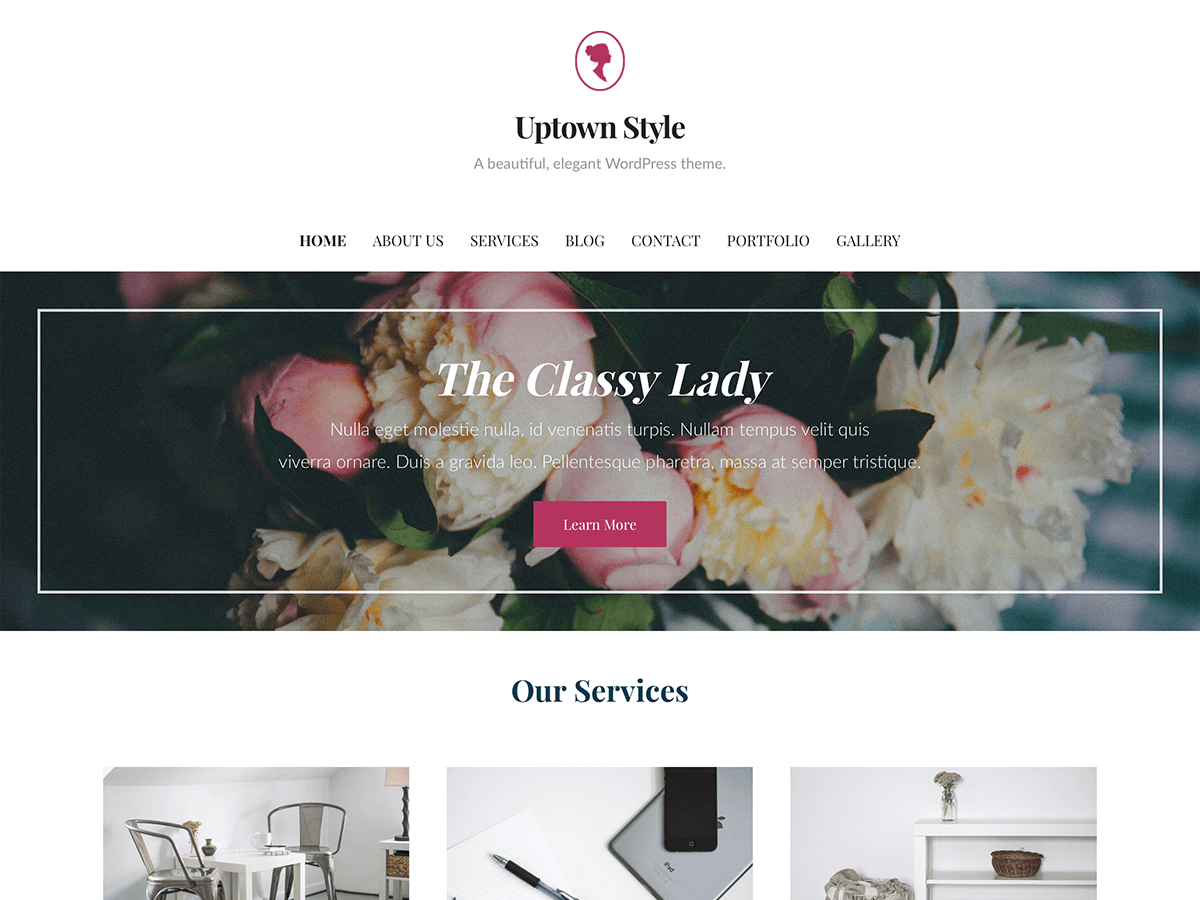 Uptown Style
A beautiful, elegant WordPress theme.
HOME ABOUT US SERVICES BLOG CONTACT PORTFOLIO GALLERY
The Classy Lady
Nulla eget molestie nulla, id venenatis turpis. Nullam tempus velit quis
viverra ornare. Duis a gravida leo. Pellentesque pharetra, massa at semper tristique.
Learn More
Our Services
iPad